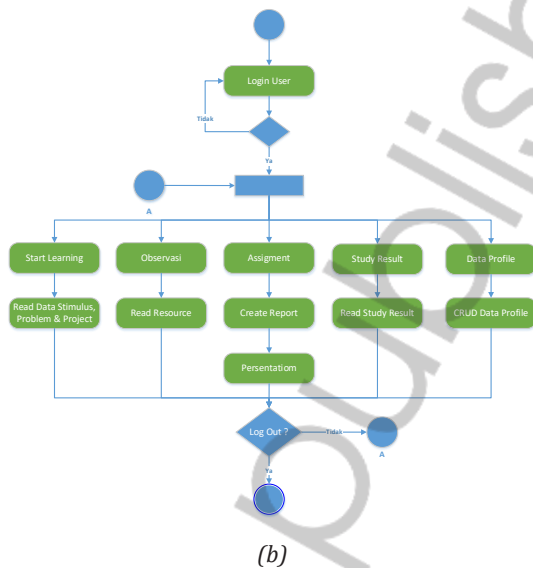 Login User
Tidak
Ya
A
Start Learning
Observasi
Assigment
Study Result
Data Profile
Read Data Stimulus,
Problem & Project
Read Resource
Create Report
Read Study Result
CRUD Data Profile
Persentatiom
Log Out ?
Tidak
A
Ya
(b)
publish